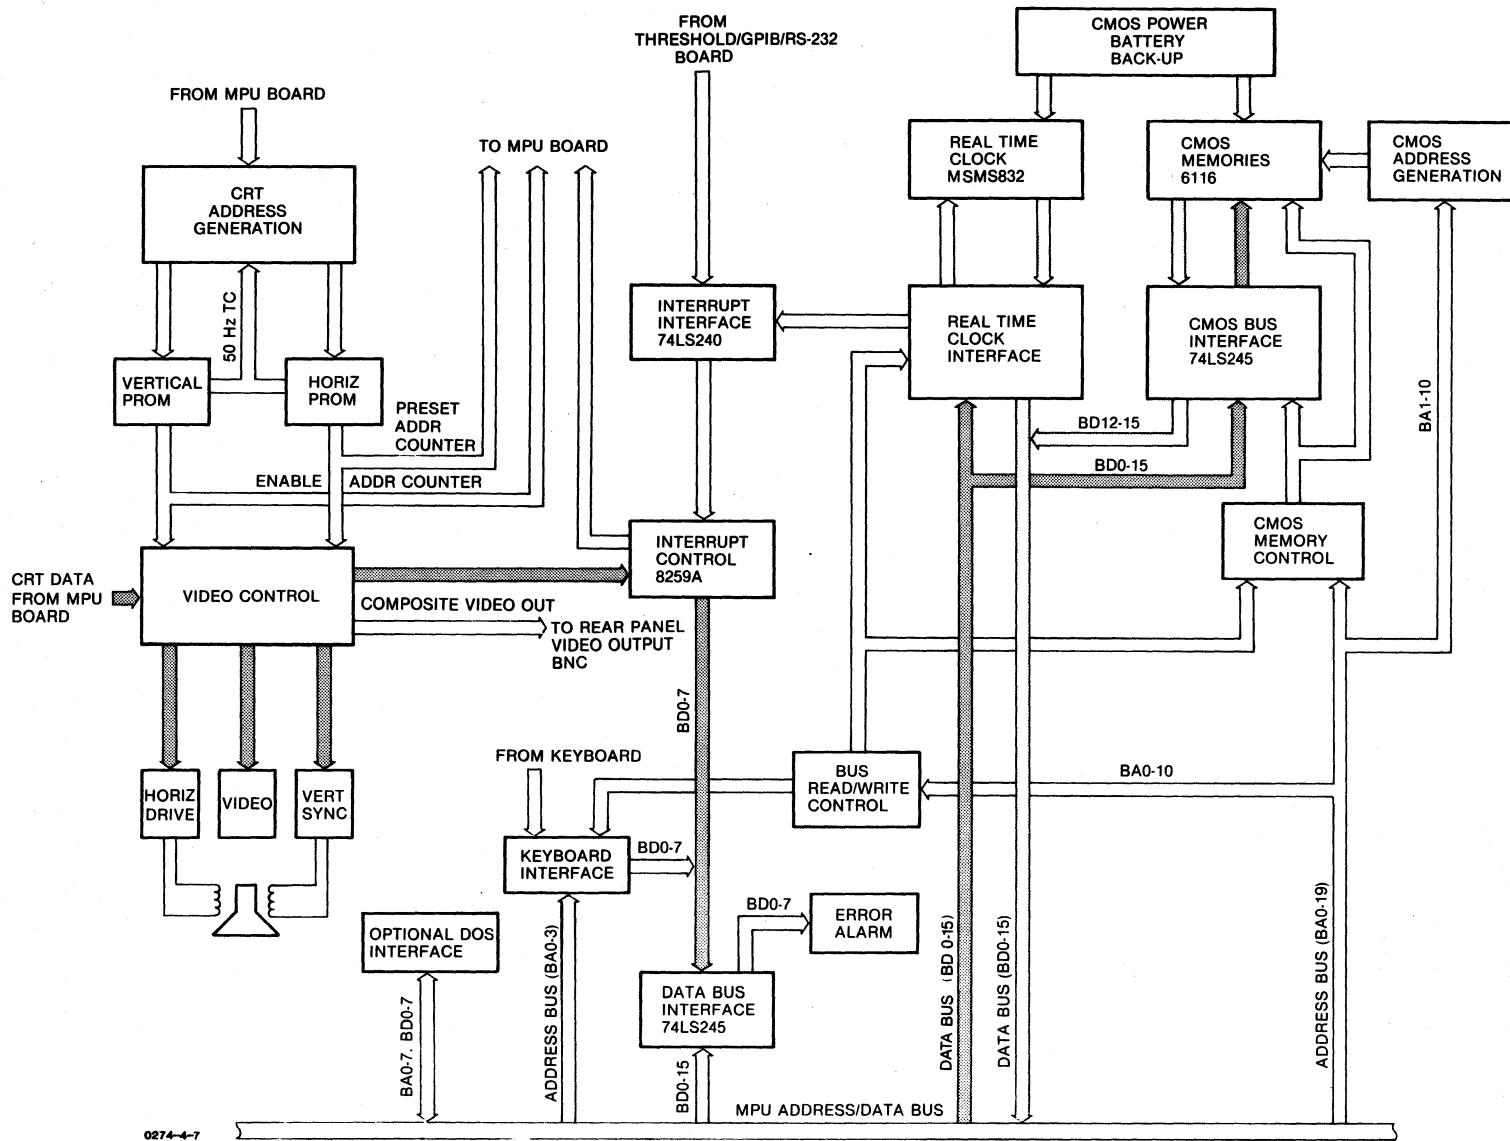 FROM
THRESHOLD/GPIB/RS-232
BOARD
CMOS POWER
BATTERY
BACK-UP
FROM MPU BOARD
TO MPU BOARD
CRT
ADDRESS
GENERATION
REAL TIME
CLOCK
MSMS832
CMOS
MEMORIES
6116
CMOS
ADDRESS
GENERATION
50 Hz TC
INTERRUPT
INTERFACE
74LS240
REAL TIME
CLOCK
INTERFACE
CMOS BUS
INTERFACE
74LS245
BA1-10
VERTICAL
PROM
HORIZ
PROM
PRESET
ADDR
COUNTER
ENABLE
ADDR COUNTER
BD12-15
BD0-15
INTERRUPT
CONTROL
8259A
CMOS
MEMORY
CONTROL
CRT DATA
FROM MPU
BOARD
VIDEO CONTROL
COMPOSITE VIDEO OUT
TO REAR PANEL
VIDEO OUTPUT
BNC
BD0-7
FROM KEYBOARD
BUS
READ/WRITE
CONTROL
BA0-10
HORIZ
DRIVE
VIDEO
VERT
SYNC
KEYBOARD
INTERFACE
BD0-7
BD0-7
ERROR
ALARM
OPTIONAL DOS
INTERFACE
DATA BUS
INTERFACE
74LS245
BA0-7. BD0-7
ADDRESS BUS (BA0-3)
BD0-15
DATA BUS (BD 0-15)
DATA BUS (BD0-15)
ADDRESS BUS (BA0-19)
MPU ADDRESS/DATA BUS
0274-4-7